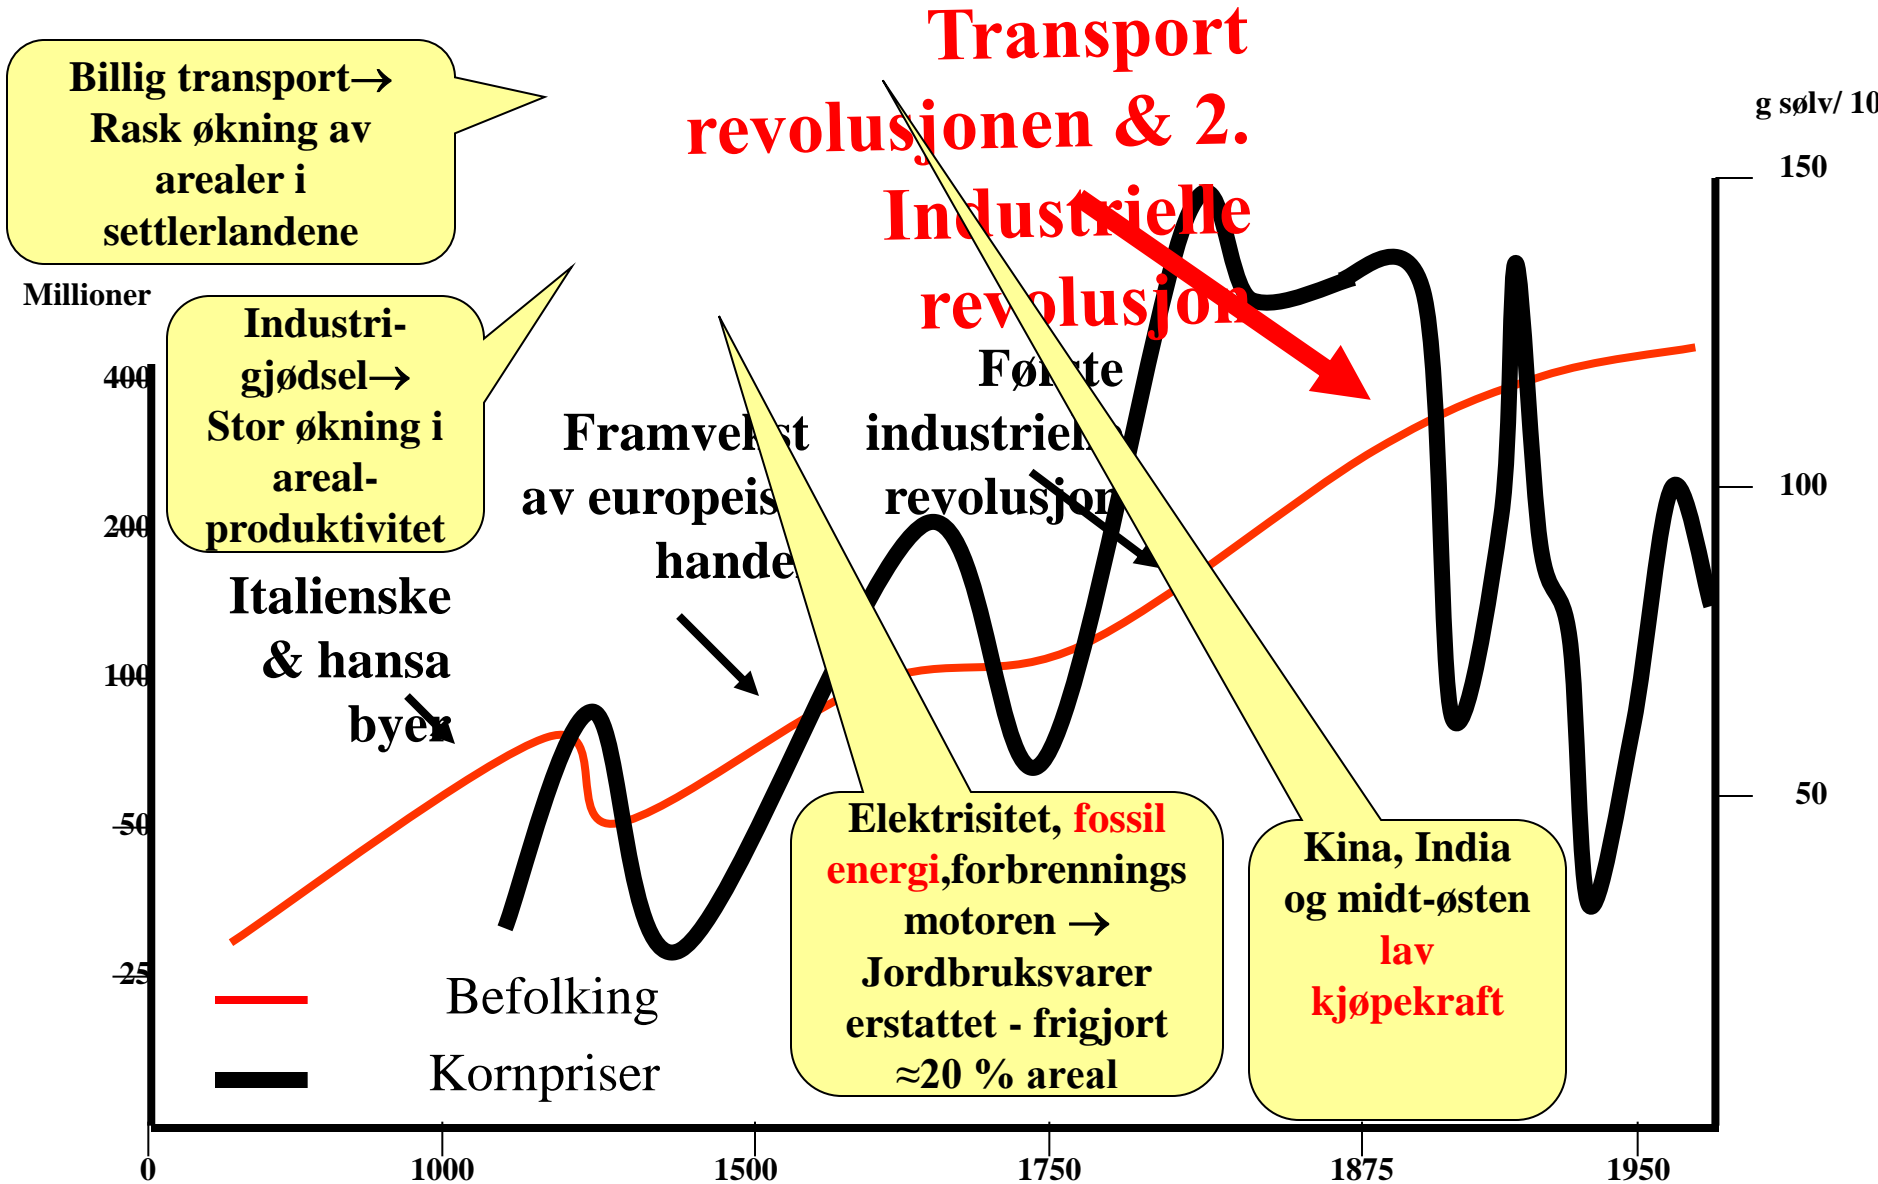 Transport
revolusjonen & 2.
Industrielle
revolusjon
Billig transport→
Rask økning av
arealer i
settlerlandene
g sølv/ 10
150
Millioner
Industri-
gjødsel→
Stor økning i
areal-
produktivitet
400
200
100
50
25
Første
industrielle
revolusjon
Framvekst
av europeis
handel
Italienske
& hansa
byer
100
50
Elektrisitet, fossil
energi,forbrennings
motoren →
Jordbruksvarer
erstattet - frigjort
≈20 % areal
Kina, India
og midt-østen
lav
kjøpekraft
Befolking
Kornpriser
0 1000 1500 1750 1875 1950